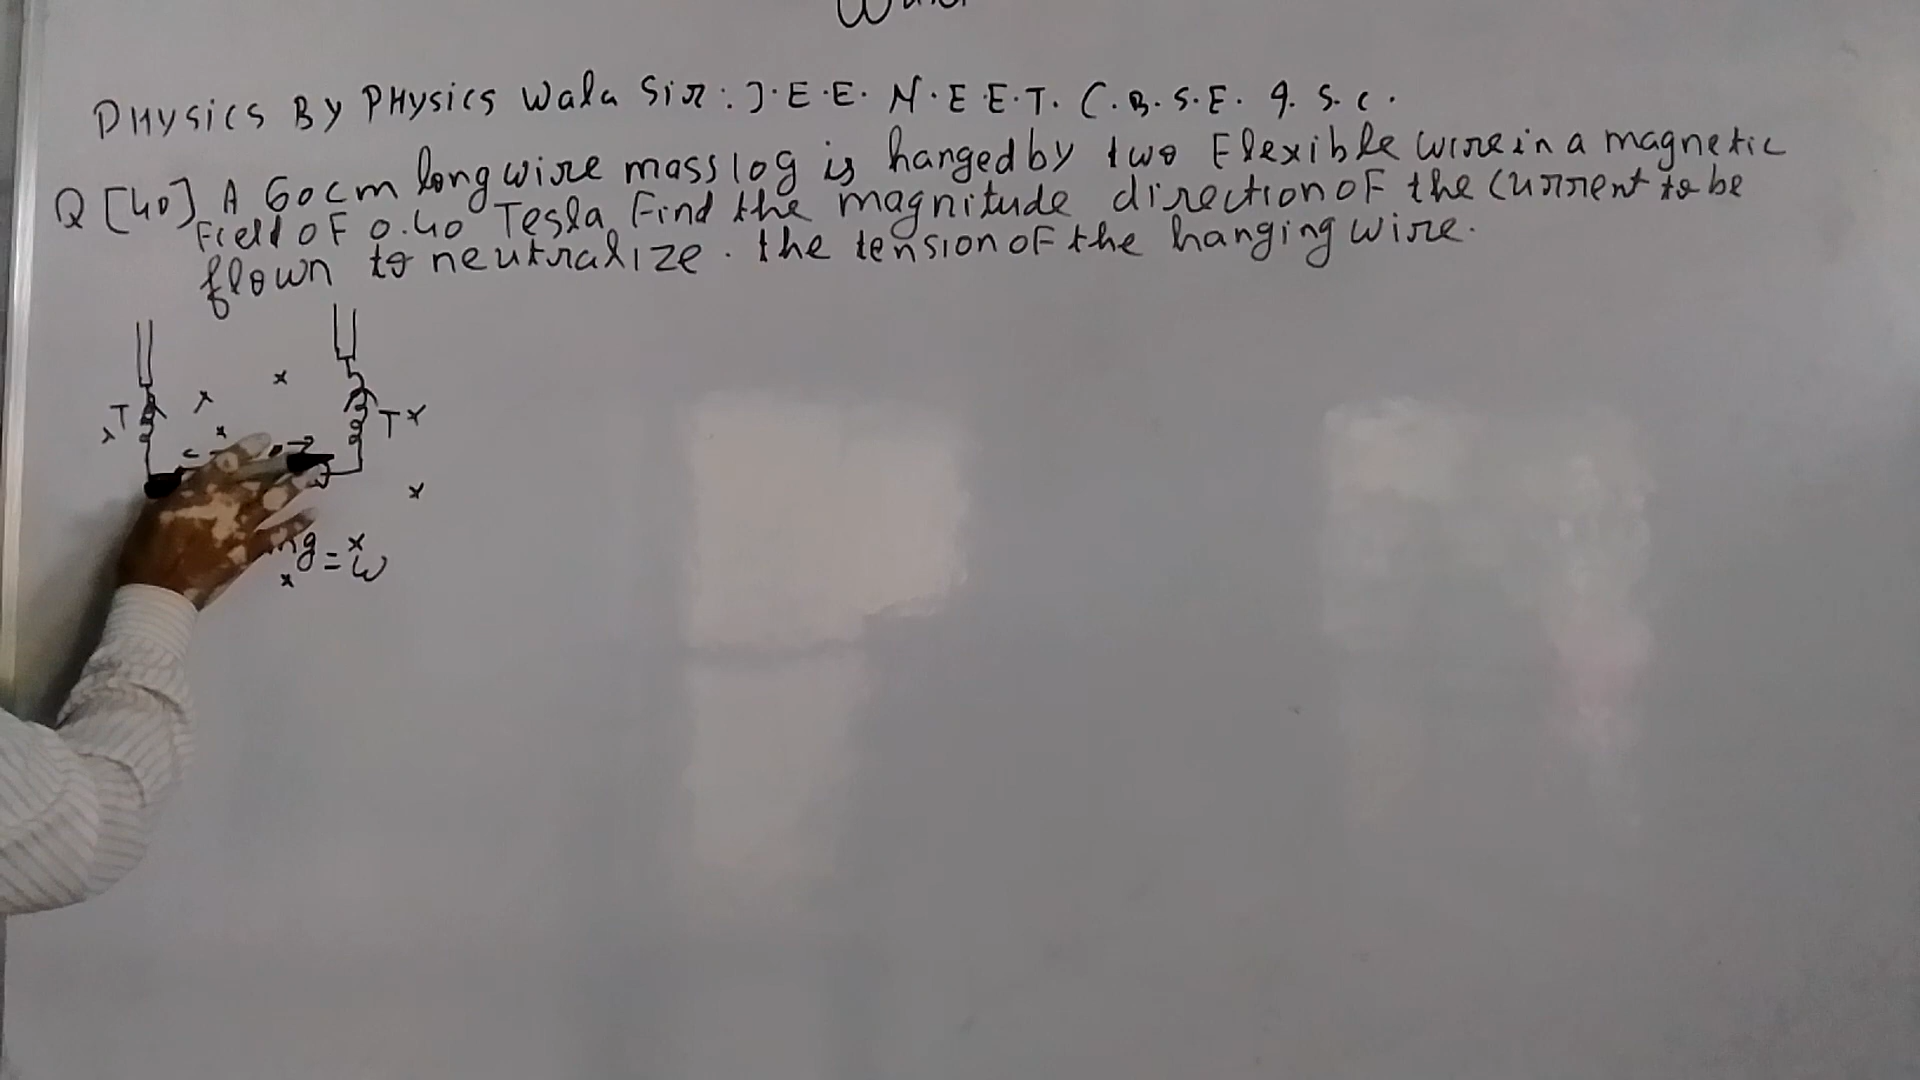 PHYSICS By PHYSICS Wala Sir: J.E.E. N.E.E.T. C.B.S.E. I.S.C.
Q [40] A 60cm long wire mass 10g is hanged by two Flexible wire in a magnetic
Field of 0.40 Tesla Find the magnitude direction of the current to be
flown to neutralize. the tension of the hanging wire.
T
T
mg = W